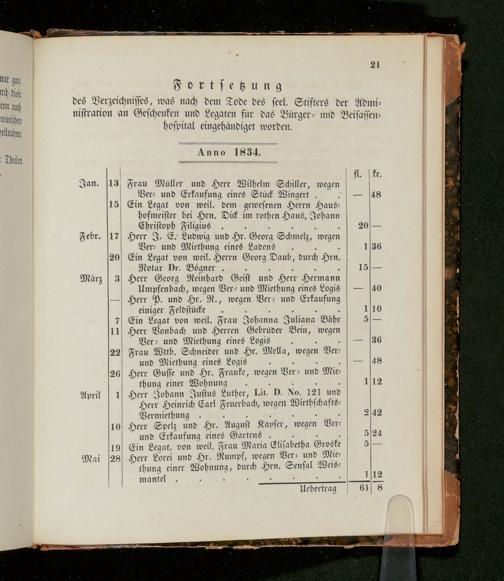 21
Fortsetzung
des Verzeichnisses, was nach dem Tode des seel. Stifters der Admi-
nistration an Geschenken und Legaten für das Bürger- und Beisassen-
hospital eingehändiget worden.
Anno 1834.
fl. kr.
Jan. 13 Frau Müller und Herr Wilhelm Schiller, wegen
Ver- und Erkaufung eines Stück Wingert . — 48
15 Ein Legat von weil. dem gewesenen Herrn Haus-
hofmeister bei Hrn. Dick im rothen Haus, Johann
Christoph Filigius . . . . . 20 —
Febr. 17 Herr J. E. Ludwig und Hr. Georg Schmelz, wegen
Ver- und Miethung eines Ladens . . . 1 36
20 Ein Legat von weil. Herrn Georg Daub, durch Hrn.
Notar Dr. Bögner . . . . . 15 —
März 3 Herr Georg Reinhard Geist und Herr Hermann
Umpfenbach, wegen Ver- und Miethung eines Logis — 40
— Herr P. und Hr. R., wegen Ver- und Erkaufung
einiger Feldstücke . . . . . 1 10
7 Ein Legat von weil. Frau Johanna Juliana Bähr 5 —
11 Herr Vonbach und Herren Gebrüder Bein, wegen
Ver- und Miethung eines Logis . . . — 36
22 Frau Wttb. Schneider und Hr. Mella, wegen Ver-
und Miethung eines Logis . . . . — 48
26 Herr Gusse und Hr. Franke, wegen Ver- und Mie-
thung einer Wohnung . . . . 1 12
April 1 Herr Johann Justus Luther, Lit. D. No. 121 und
Herr Heinrich Carl Feuerbach, wegen Wirthschafts-
Vermiethung . . . . . . 2 42
10 Herr Spelz und Hr. August Kayser, wegen Ver-
und Erkaufung eines Gartens . . . . 5 24
19 Ein Legat, von weil. Frau Maria Elisabetha Groske 5 —
Mai 28 Herr Lorei und Hr. Rumpf, wegen Ver- und Mie-
thung einer Wohnung, durch Hrn. Sensal Weis-
mantel . . . . . . . 1 12
Uebertrag 61 8